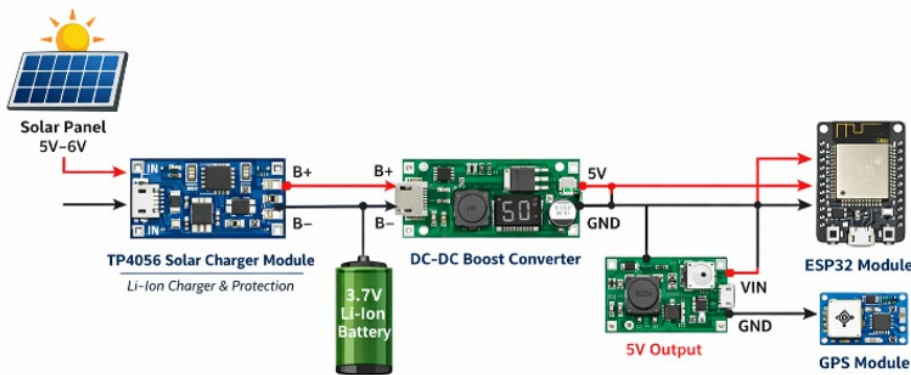 Solar Panel
5V–6V
IN
IN
B+
B−
TP4056 Solar Charger Module
Li-Ion Charger & Protection
3.7V
Li-Ion
Battery
B+
B−
50
5V
GND
DC-DC Boost Converter
VIN
GND
5V Output
ESP32 Module
GPS Module